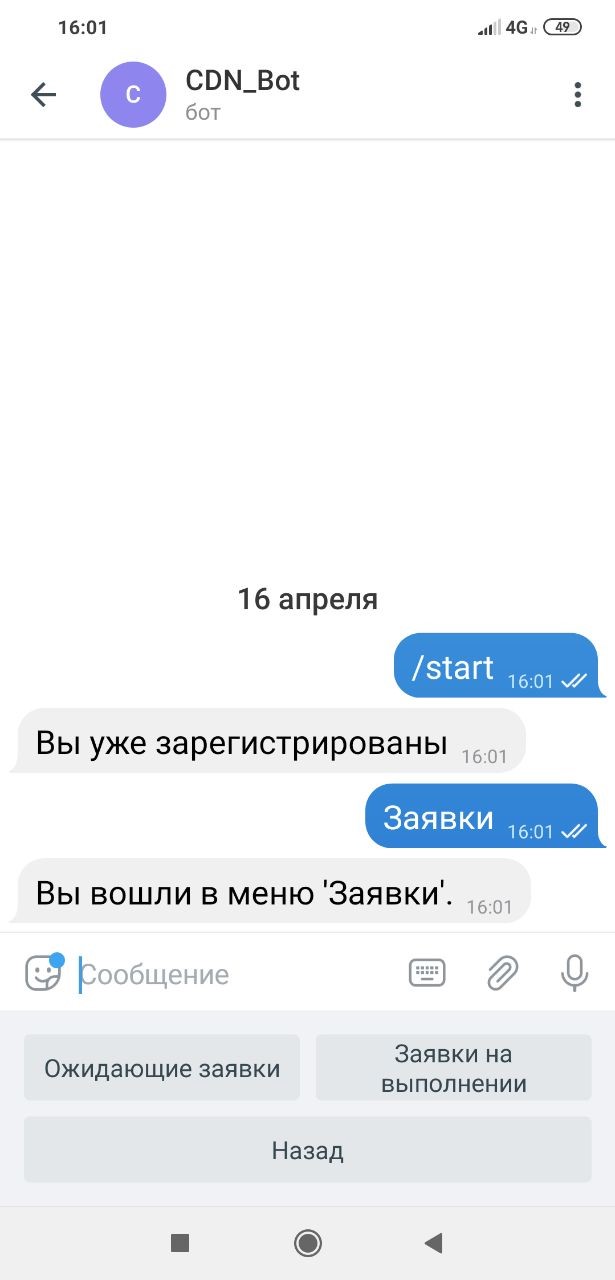 16:01
4G
49
C
CDN_Bot
бот
16 апреля
/start 16:01
Вы уже зарегистрированы 16:01
Заявки 16:01
Вы вошли в меню 'Заявки'. 16:01
Сообщение
Ожидающие заявки
Заявки на
выполнении
Назад